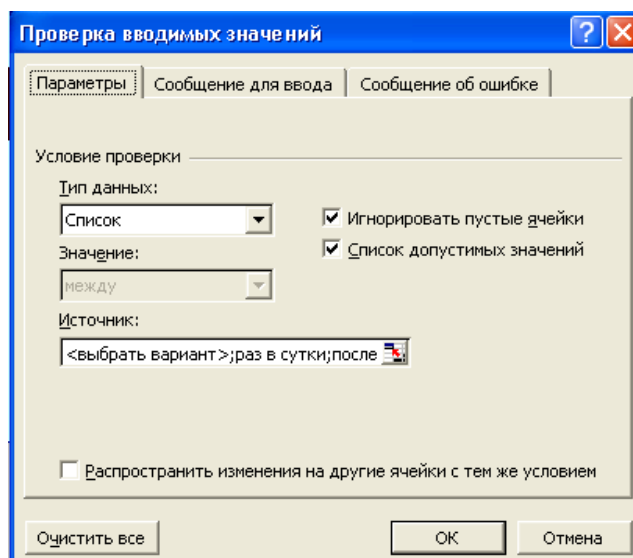 Проверка вводимых значений
Параметры Сообщение для ввода Сообщение об ошибке
Условие проверки
Тип данных:
Список
Игнорировать пустые ячейки
Значение:
Список допустимых значений
между
Источник:
<выбрать вариант>;раз в сутки;после
Распространить изменения на другие ячейки с тем же условием
Очистить все ОК Отмена